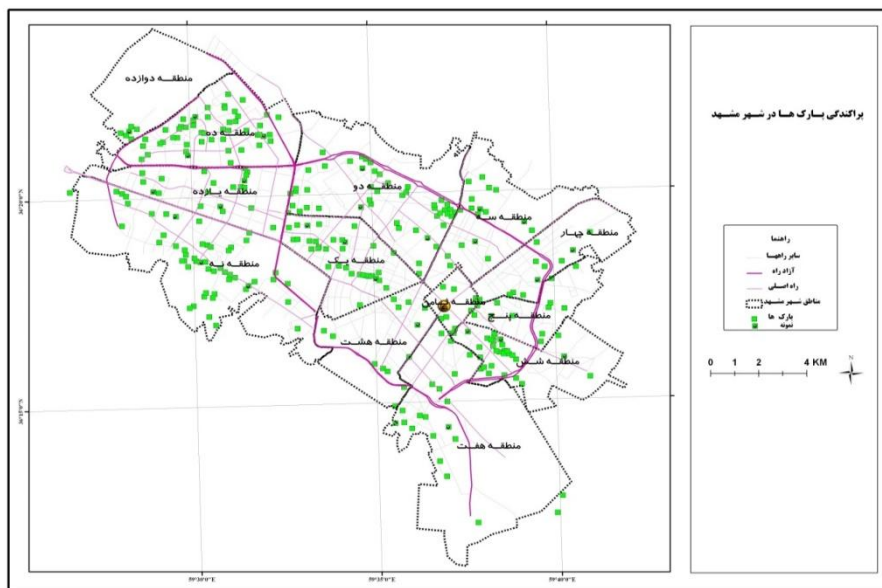 پراکندگی پارک ها در شهر مشهد
منطقه دوازده
منطقه ده
منطقه یازده
منطقه دو
منطقه سه
منطقه چهار
منطقه نه
منطقه یک
منطقه ثامن
منطقه پنج
منطقه هشت
منطقه شش
منطقه هفت
راهنما
سایر راهها
آزاد راه
راه اصلی
مناطق شهر مشهد
پارک ها
نمونه
0 1 2 4 KM
N